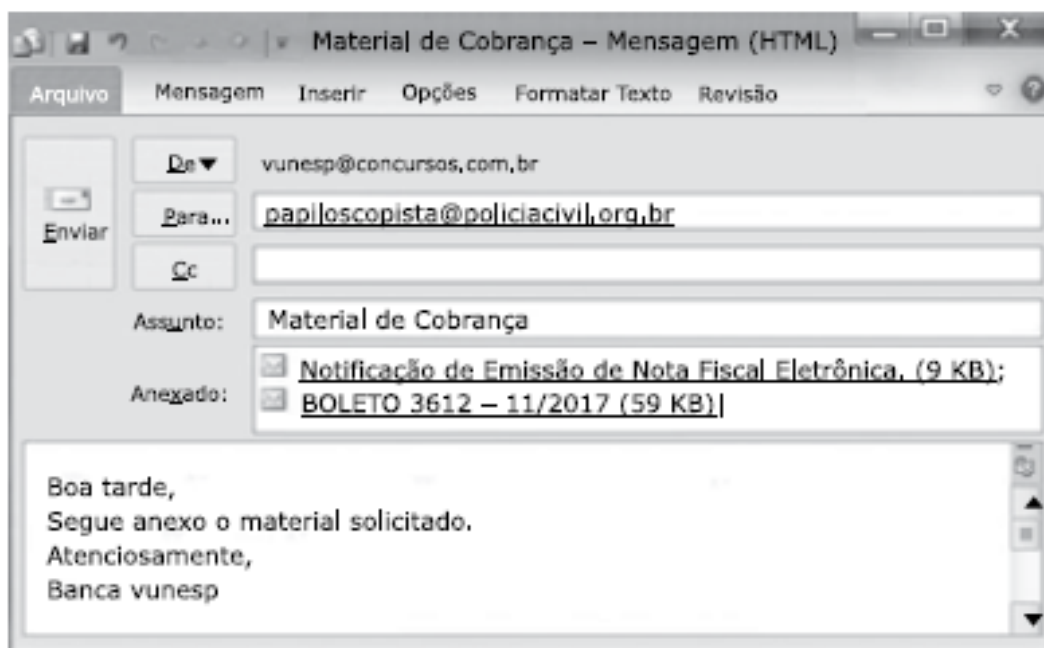 Material de Cobrança – Mensagem (HTML)
Arquivo Mensagem Inserir Opções Formatar Texto Revisão
De vunesp@concursos.com.br
Enviar
Para... papiloscopista@policiacivil.org.br
Cc
Assunto: Material de Cobrança
Anexado: Notificação de Emissão de Nota Fiscal Eletrônica. (9 KB);
BOLETO 3612 – 11/2017 (59 KB)
Boa tarde,
Segue anexo o material solicitado.
Atenciosamente,
Banca vunesp